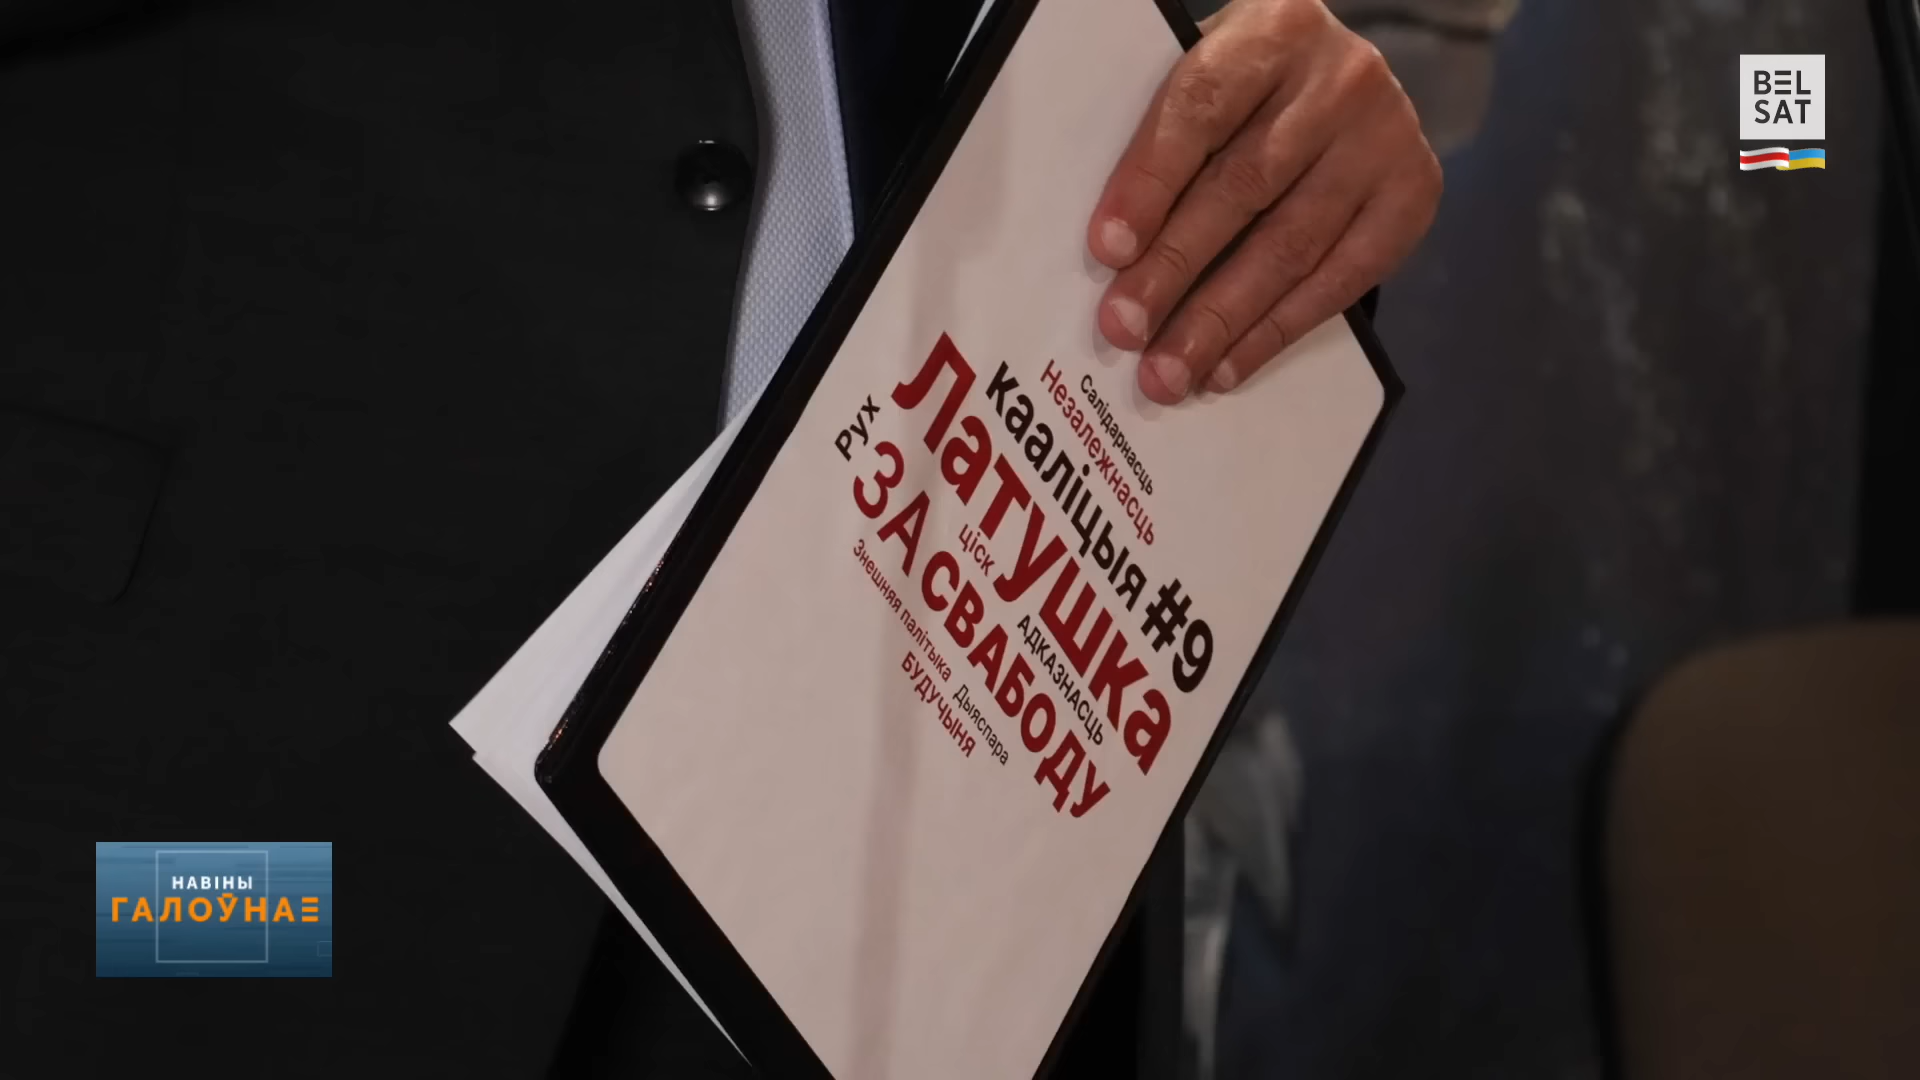 BEL
SAT
Салідарнасць
Незалежнасць
кааліцыя #9
Латушка
Рух
ціск
АДКАЗНАСЦЬ
ЗА СВАБОДУ
Знешняя палітыка
Дыяспара
БУДУЧЫНЯ
НАВІНЫ
ГАЛОЎНАЕ